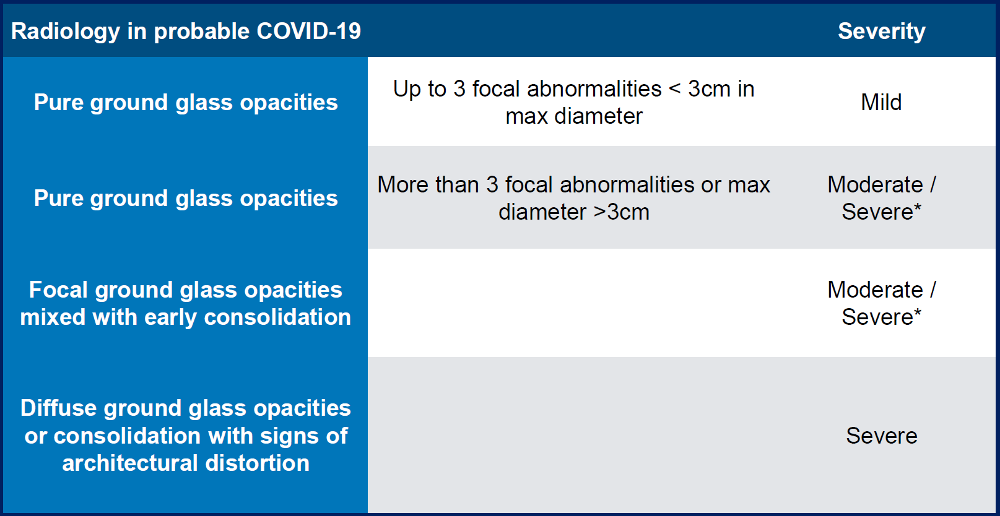 Radiology in probable COVID-19 Severity
Pure ground glass opacities
Up to 3 focal abnormalities < 3cm in
max diameter
Mild
Pure ground glass opacities
More than 3 focal abnormalities or max
diameter >3cm
Moderate /
Severe*
Focal ground glass opacities
mixed with early consolidation
Moderate /
Severe*
Diffuse ground glass opacities
or consolidation with signs of
architectural distortion
Severe